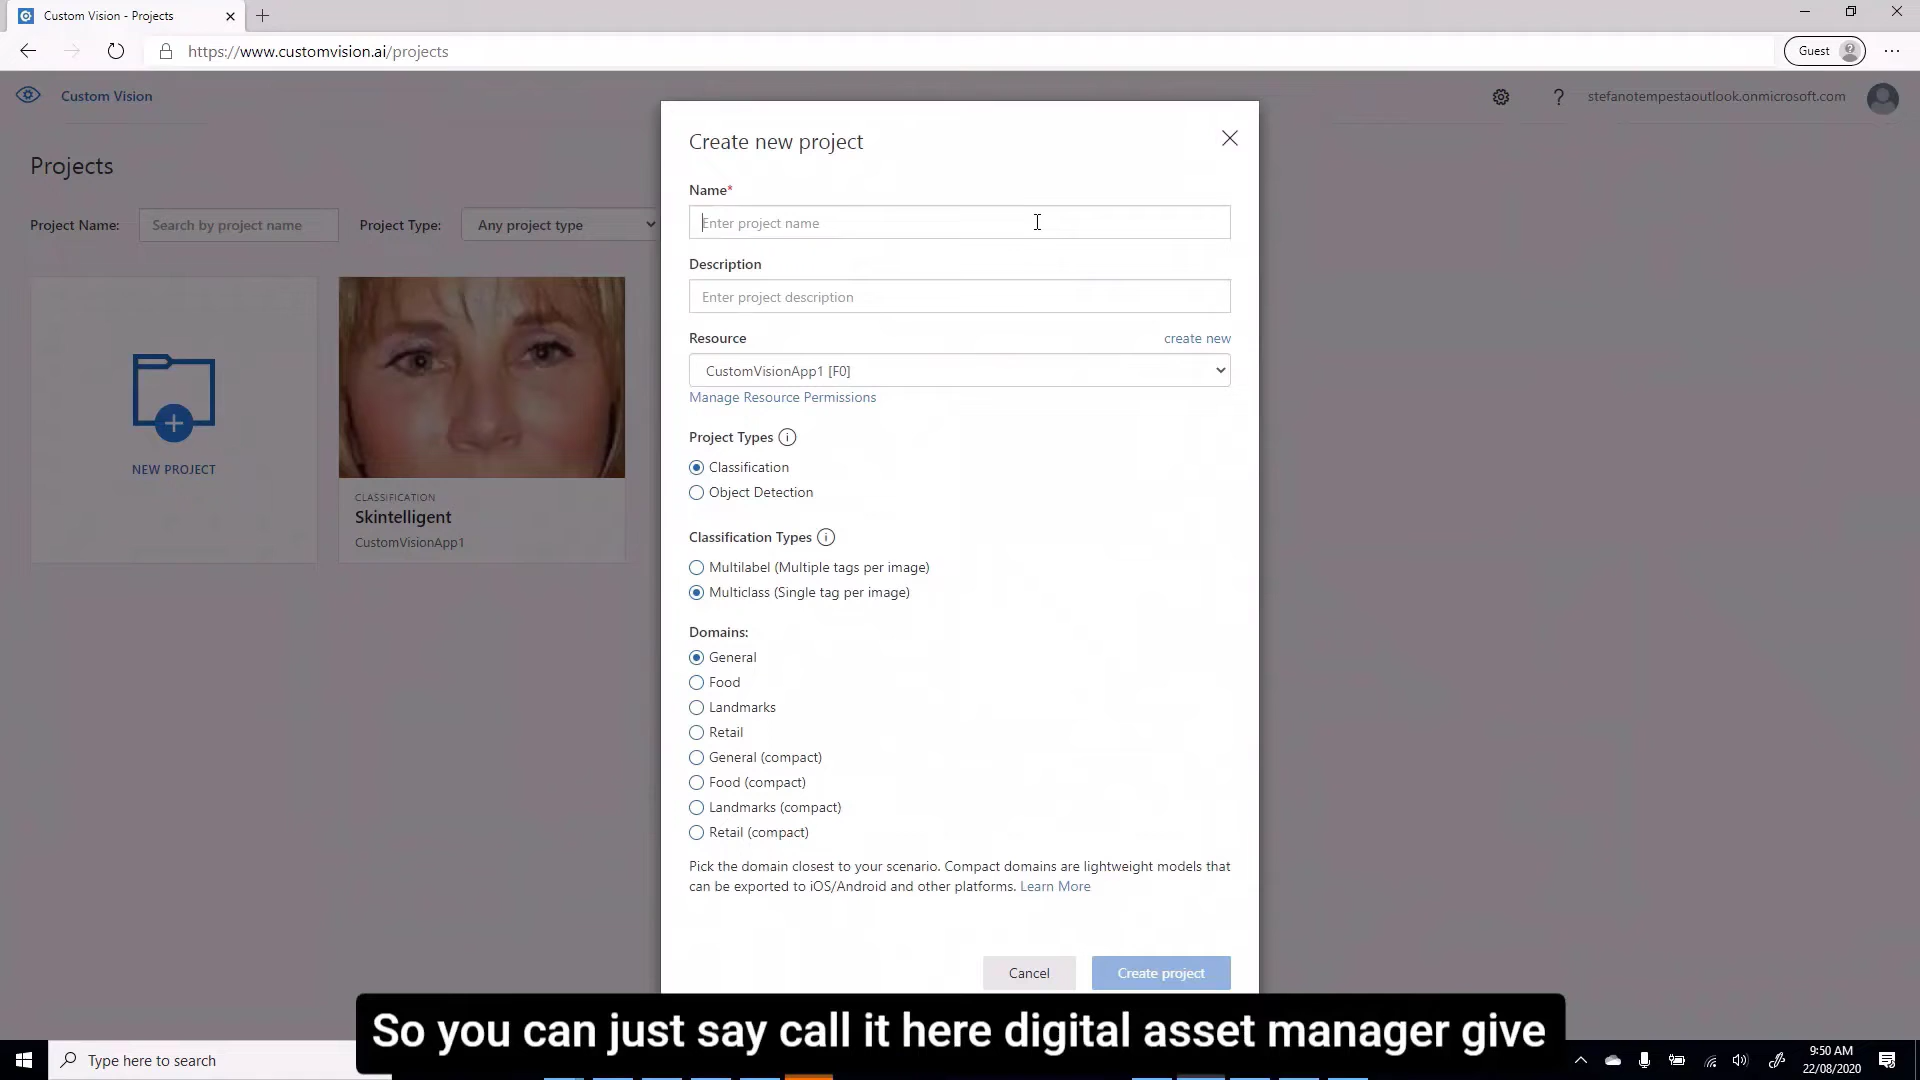 Custom Vision - Projects
https://www.customvision.ai/projects
Guest
Custom Vision
?
stefanotempestaoutlook.onmicrosoft.com
Projects
Project Name:
Search by project name
Project Type:
Any project type
NEW PROJECT
CLASSIFICATION
Skintelligent
CustomVisionApp1
Create new project
Name*
Enter project name
Description
Enter project description
Resource
create new
CustomVisionApp1 [F0]
Manage Resource Permissions
Project Types i
Classification
Object Detection
Classification Types i
Multilabel (Multiple tags per image)
Multiclass (Single tag per image)
Domains:
General
Food
Landmarks
Retail
General (compact)
Food (compact)
Landmarks (compact)
Retail (compact)
Pick the domain closest to your scenario. Compact domains are lightweight models that
can be exported to iOS/Android and other platforms. Learn More
Cancel
Create project
So you can just say call it here digital asset manager give
Type here to search
9:50 AM
22/08/2020